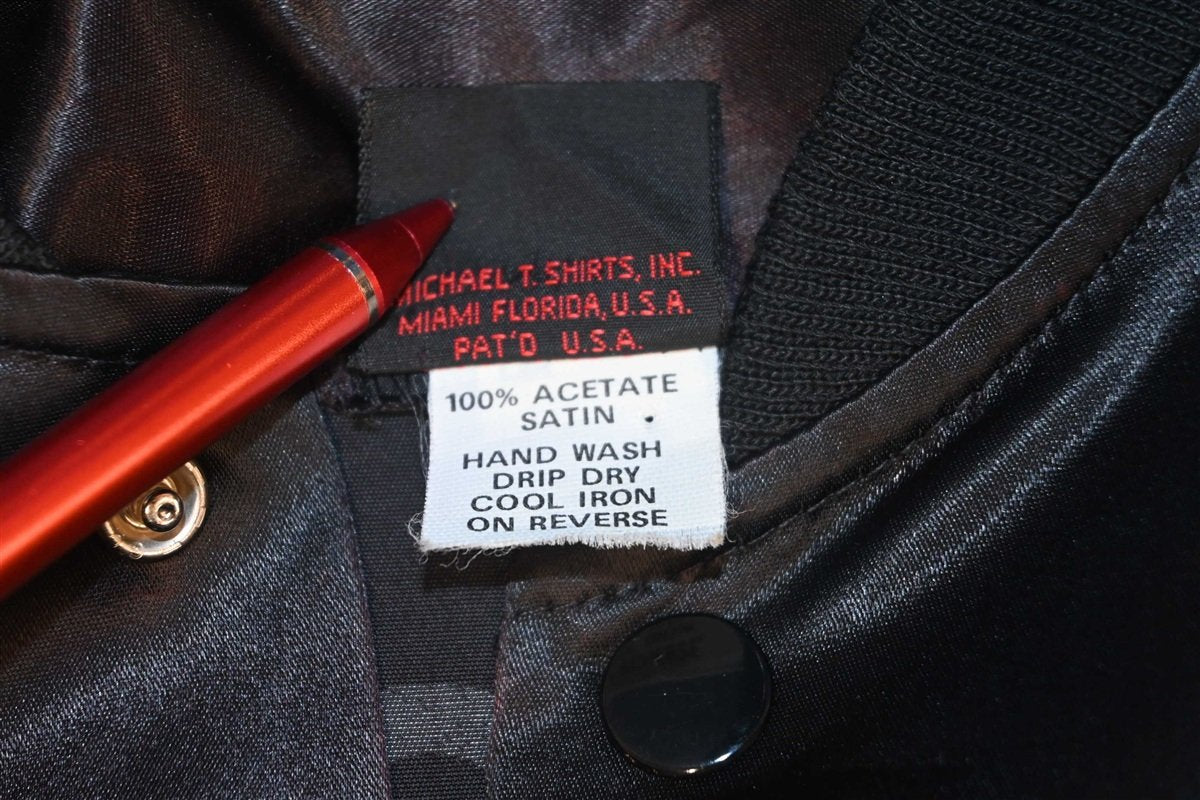 MICHAEL T. SHIRTS, INC.
MIAMI FLORIDA, U.S.A.
PAT'D U.S.A.
100% ACETATE
SATIN
HAND WASH
DRIP DRY
COOL IRON
ON REVERSE